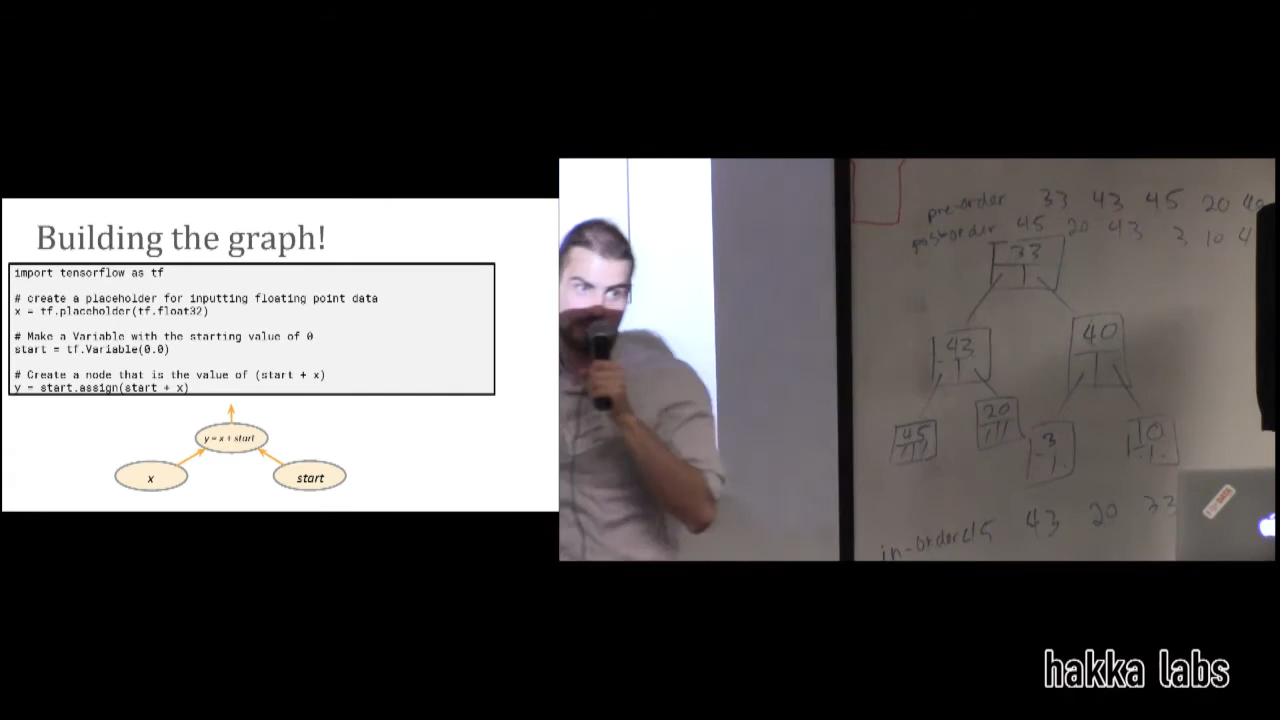 Building the graph!
import tensorflow as tf
# create a placeholder for inputting floating point data
x = tf.placeholder(tf.float32)
# Make a Variable with the starting value of 0
start = tf.Variable(0.0)
# Create a node that is the value of (start + x)
y = start.assign(start + x)
y = x + start
x
start
pre-order 33 43 45 20 40
post-order 45 20 43 3 10 4
33
43
40
45
20
3
10
in-order 45 43 20 33
hakka labs